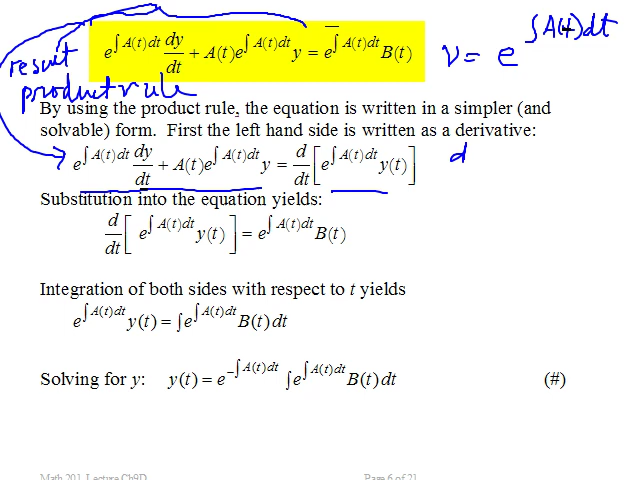 e^{∫A(t)dt} dy/dt + A(t)e^{∫A(t)dt} y = e^{∫A(t)dt} B(t)
ν = e^{∫A(t)dt}
result
product rule
By using the product rule, the equation is written in a simpler (and
solvable) form. First the left hand side is written as a derivative:
e^{∫A(t)dt} dy/dt + A(t)e^{∫A(t)dt} y = d/dt [e^{∫A(t)dt} y(t)]
d
Substitution into the equation yields:
d/dt [e^{∫A(t)dt} y(t)] = e^{∫A(t)dt} B(t)
Integration of both sides with respect to t yields
e^{∫A(t)dt} y(t) = ∫e^{∫A(t)dt} B(t) dt
Solving for y: y(t) = e^{-∫A(t)dt} ∫e^{∫A(t)dt} B(t) dt (#)
Math 201 Lecture Ch9D Page 6 of 21